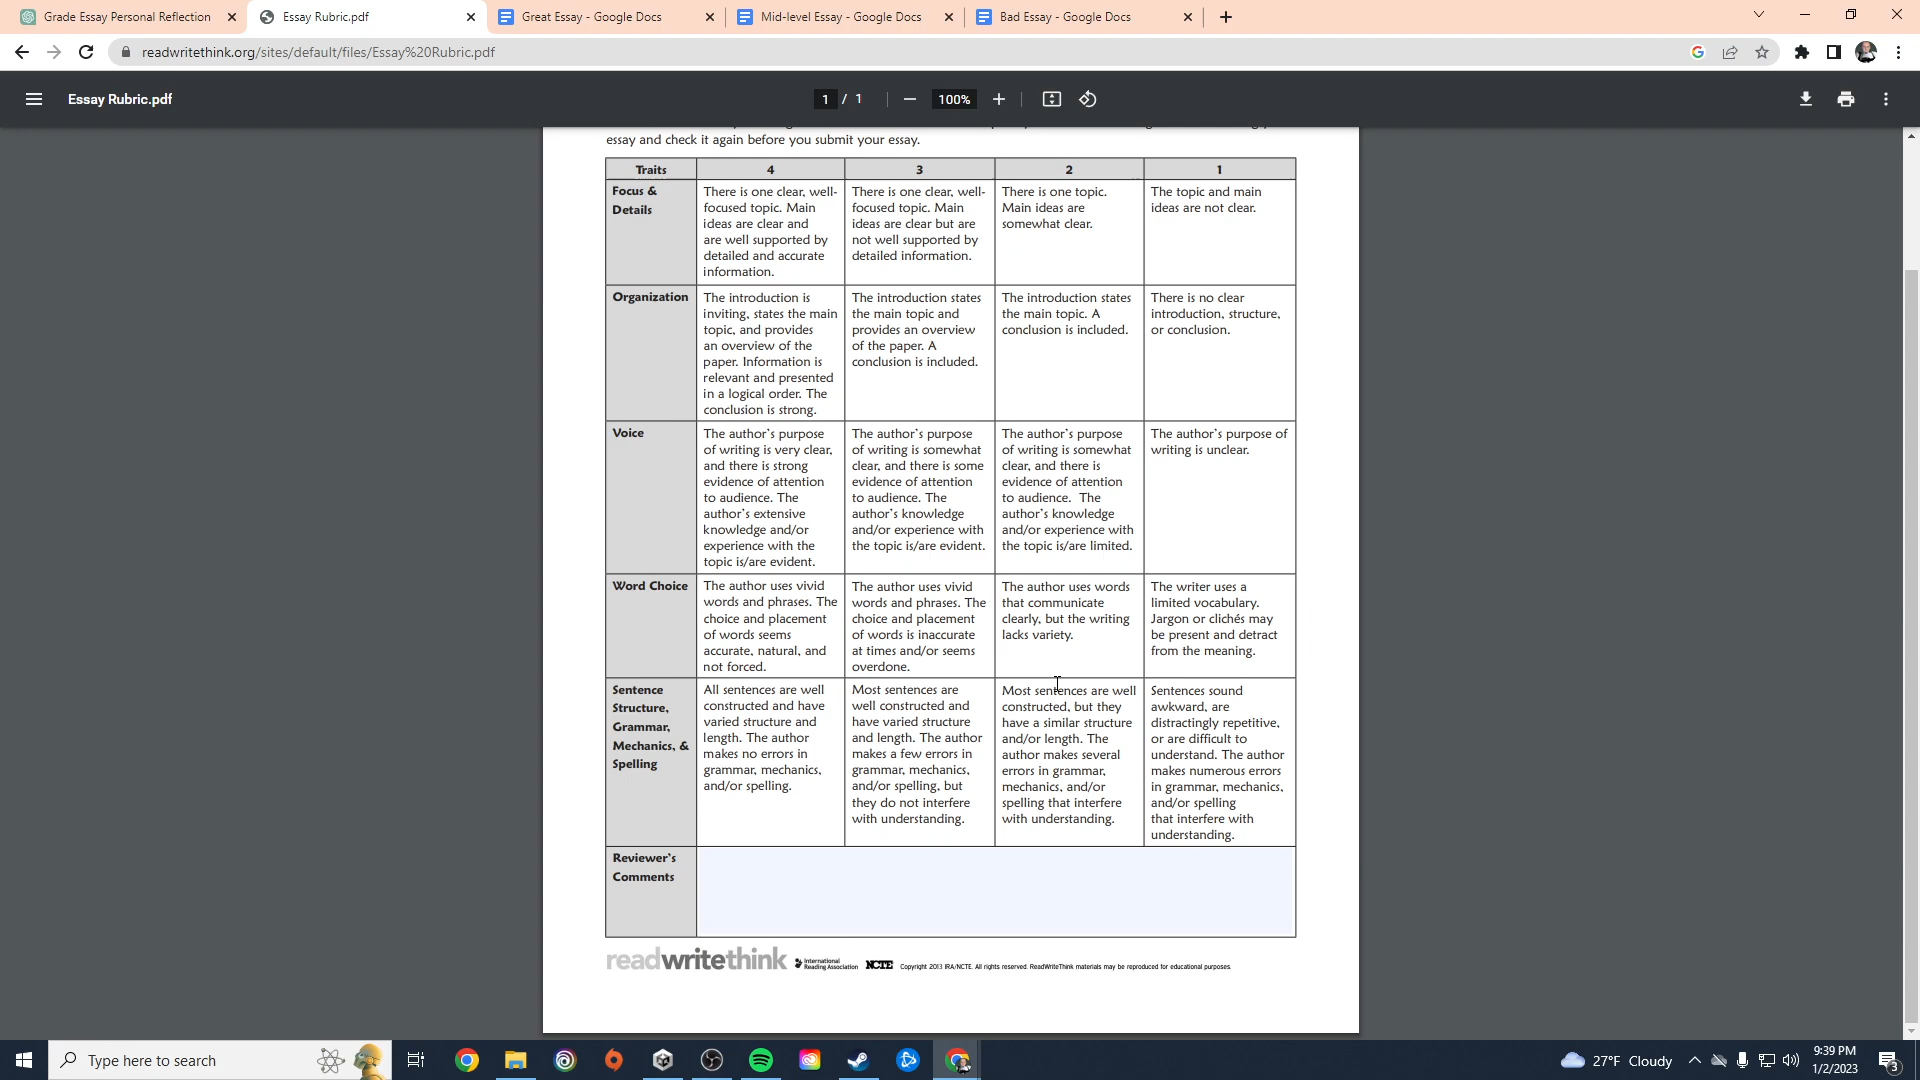 Grade Essay Personal Reflection
Essay Rubric.pdf
Great Essay - Google Docs
Mid-level Essay - Google Docs
Bad Essay - Google Docs
readwritethink.org/sites/default/files/Essay%20Rubric.pdf
Essay Rubric.pdf
1 / 1
100%
essay and check it again before you submit your essay.
Traits 4 3 2 1
Focus &
Details
There is one clear, well-
focused topic. Main
ideas are clear and
are well supported by
detailed and accurate
information.
There is one clear, well-
focused topic. Main
ideas are clear but are
not well supported by
detailed information.
There is one topic.
Main ideas are
somewhat clear.
The topic and main
ideas are not clear.
Organization
The introduction is
inviting, states the main
topic, and provides
an overview of the
paper. Information is
relevant and presented
in a logical order. The
conclusion is strong.
The introduction states
the main topic and
provides an overview
of the paper. A
conclusion is included.
The introduction states
the main topic. A
conclusion is included.
There is no clear
introduction, structure,
or conclusion.
Voice
The author's purpose
of writing is very clear,
and there is strong
evidence of attention
to audience. The
author's extensive
knowledge and/or
experience with the
topic is/are evident.
The author's purpose
of writing is somewhat
clear, and there is some
evidence of attention
to audience. The
author's knowledge
and/or experience with
the topic is/are evident.
The author's purpose
of writing is somewhat
clear, and there is
evidence of attention
to audience. The
author's knowledge
and/or experience with
the topic is/are limited.
The author's purpose of
writing is unclear.
Word Choice
The author uses vivid
words and phrases. The
choice and placement
of words seems
accurate, natural, and
not forced.
The author uses vivid
words and phrases. The
choice and placement
of words is inaccurate
at times and/or seems
overdone.
The author uses words
that communicate
clearly, but the writing
lacks variety.
The writer uses a
limited vocabulary.
Jargon or clichés may
be present and detract
from the meaning.
Sentence
Structure,
Grammar,
Mechanics, &
Spelling
All sentences are well
constructed and have
varied structure and
length. The author
makes no errors in
grammar, mechanics,
and/or spelling.
Most sentences are
well constructed and
have varied structure
and length. The author
makes a few errors in
grammar, mechanics,
and/or spelling, but
they do not interfere
with understanding.
Most sentences are well
constructed, but they
have a similar structure
and/or length. The
author makes several
errors in grammar,
mechanics, and/or
spelling that interfere
with understanding.
Sentences sound
awkward, are
distractingly repetitive,
or are difficult to
understand. The author
makes numerous errors
in grammar, mechanics,
and/or spelling
that interfere with
understanding.
Reviewer's
Comments
readwritethink
International
Reading Association
NCTE
Copyright 2013 IRA/NCTE. All rights reserved. ReadWriteThink materials may be reproduced for educational purposes.
Type here to search
27°F Cloudy
9:39 PM
1/2/2023
3